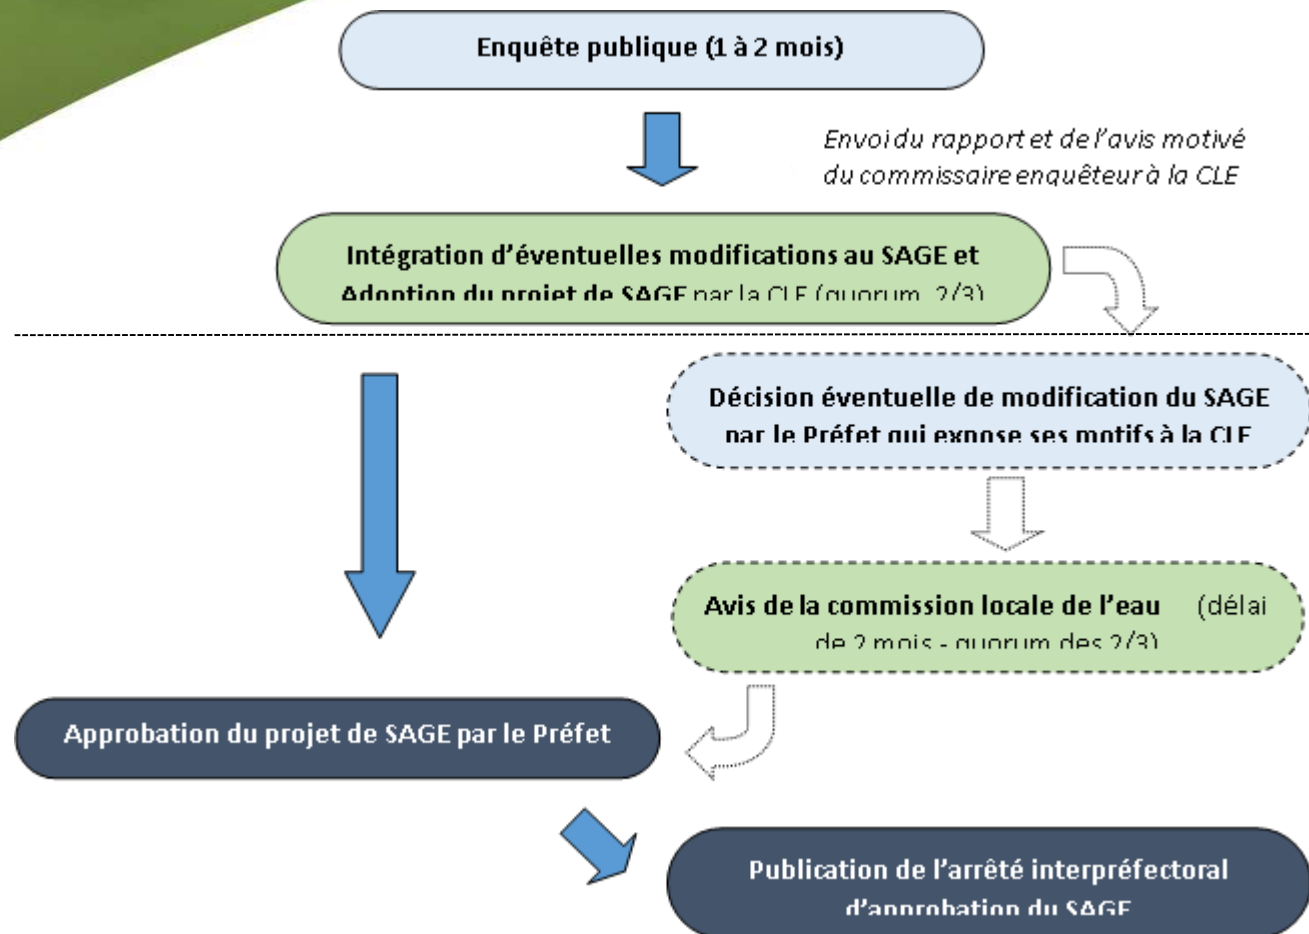 Enquête publique (1 à 2 mois)
Envoi du rapport et de l'avis motivé
du commissaire enquêteur à la CLE
Intégration d'éventuelles modifications au SAGE et
Adoption du projet de SAGE par la CLE (quorum 2/3)
Décision éventuelle de modification du SAGE
par le Préfet qui expose ses motifs à la CLE
Avis de la commission locale de l'eau (délai
de 2 mois - quorum des 2/3)
Approbation du projet de SAGE par le Préfet
Publication de l'arrêté interpréfectoral
d'approbation du SAGE